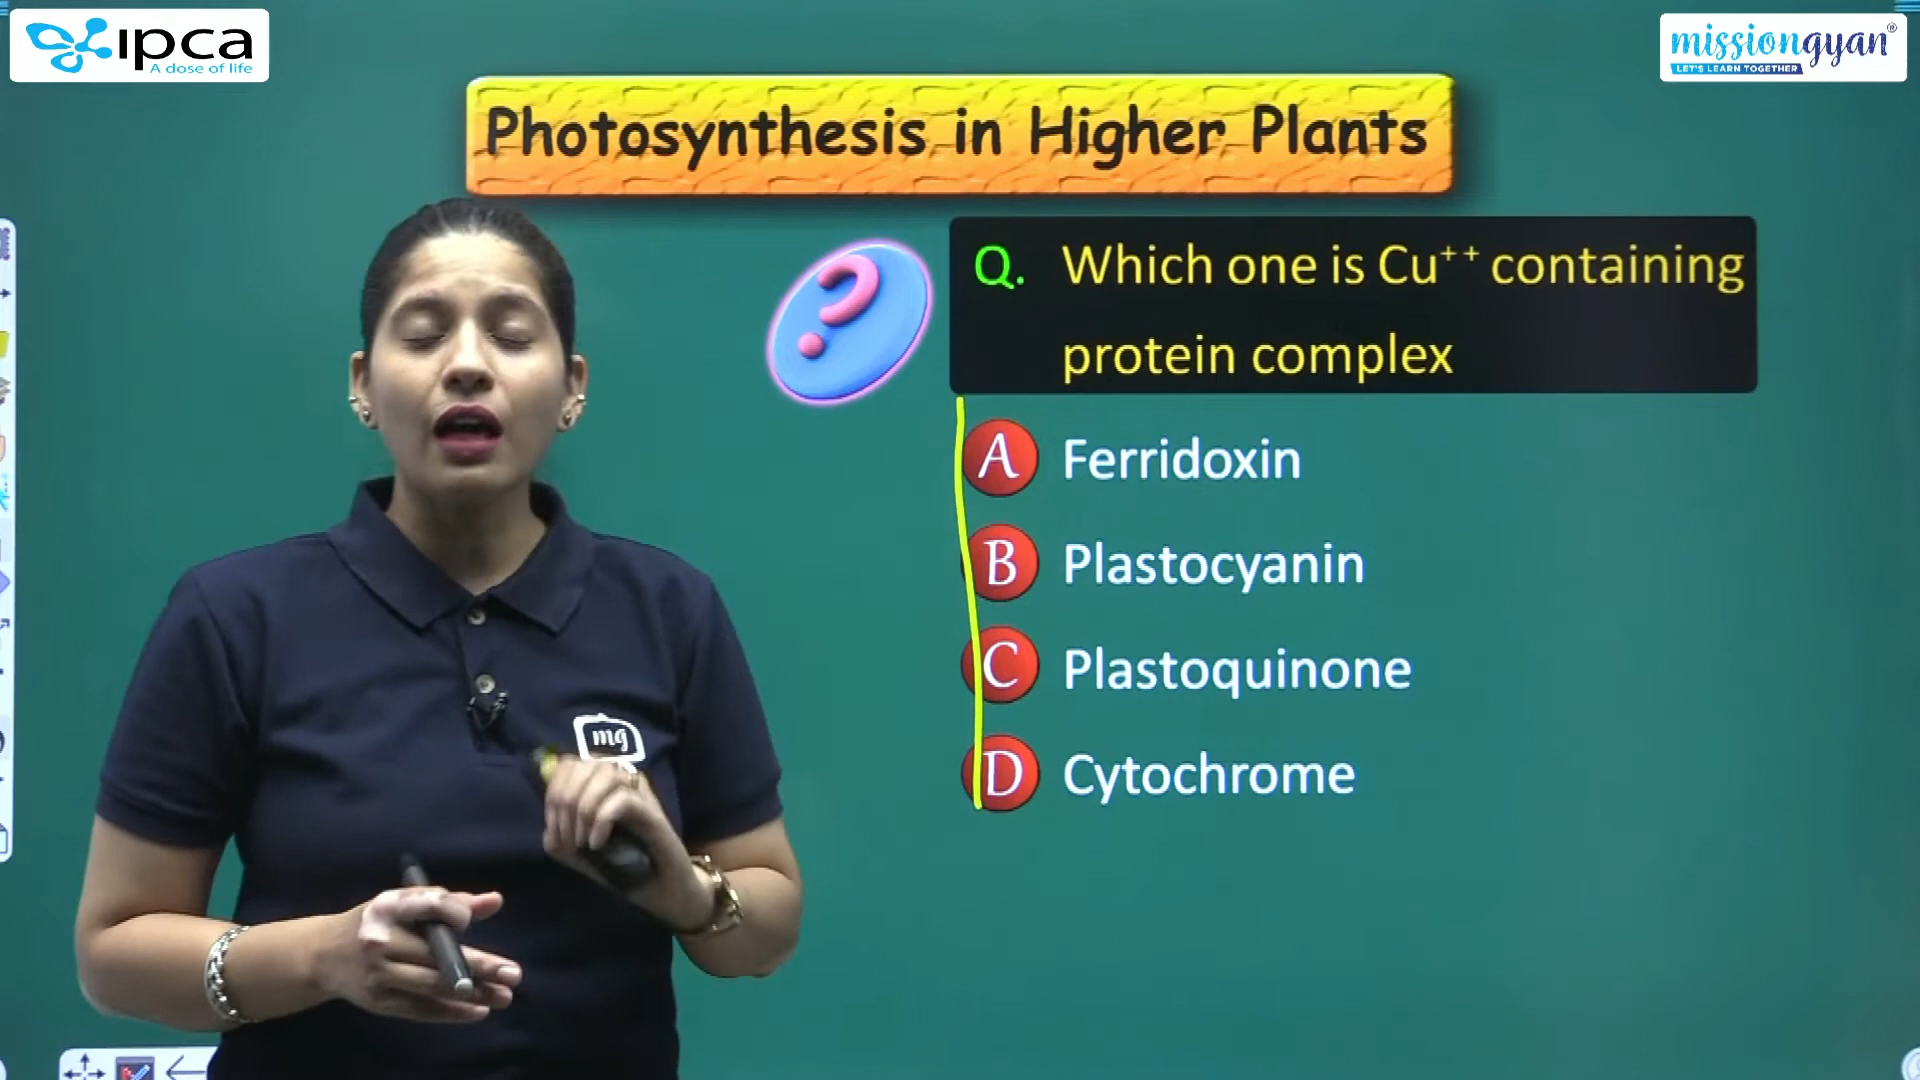 ipca
A dose of life
missiongyan®
LET'S LEARN TOGETHER
Photosynthesis in Higher Plants
Q. Which one is Cu⁺⁺ containing
protein complex
A Ferridoxin
B Plastocyanin
C Plastoquinone
D Cytochrome
mg